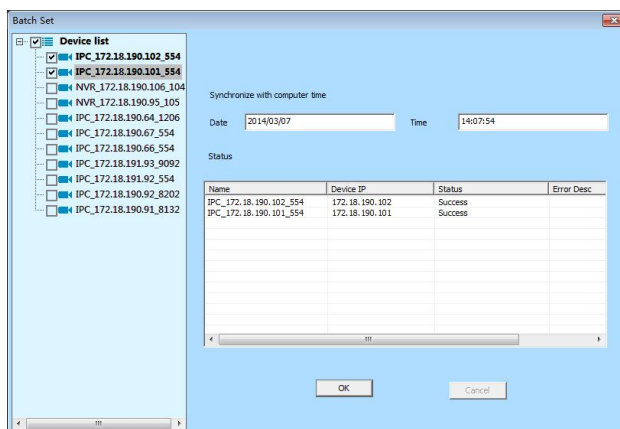 Batch Set
Device list
IPC_172.18.190.102_554
IPC_172.18.190.101_554
NVR_172.18.190.106_104
NVR_172.18.190.95_105
IPC_172.18.190.64_1206
IPC_172.18.190.67_554
IPC_172.18.190.66_554
IPC_172.18.191.93_9092
IPC_172.18.191.92_554
IPC_172.18.190.92_8202
IPC_172.18.190.91_8132
Synchronize with computer time
Date 2014/03/07 Time 14:07:54
Status
Name Device IP Status Error Desc
IPC_172.18.190.102_554 172.18.190.102 Success
IPC_172.18.190.101_554 172.18.190.101 Success
OK Cancel